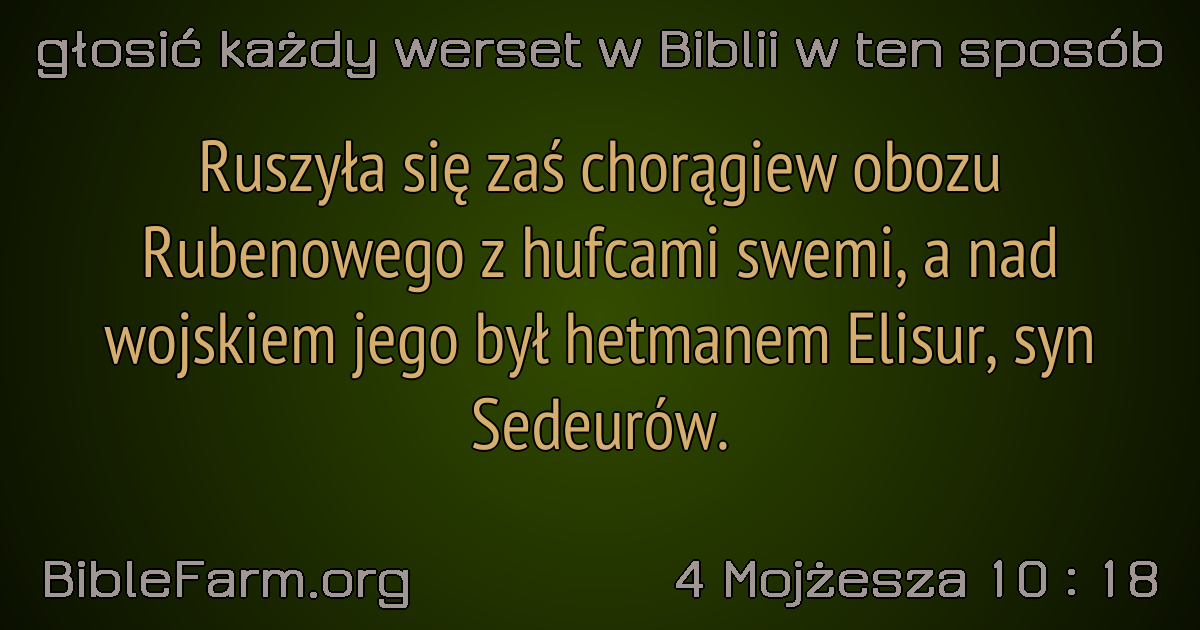 głosić każdy werset w Biblii w ten sposób
Ruszyła się zaś chorągiew obozu
Rubenowego z hufcami swemi, a nad
wojskiem jego był hetmanem Elisur, syn
Sedeurów.
BibleFarm.org
4 Mojżesza 10 : 18